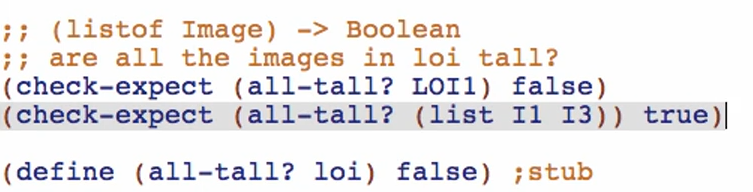 ;; (listof Image) -> Boolean
;; are all the images in loi tall?
(check-expect (all-tall? LOI1) false)
(check-expect (all-tall? (list I1 I3)) true)
(define (all-tall? loi) false) ;stub